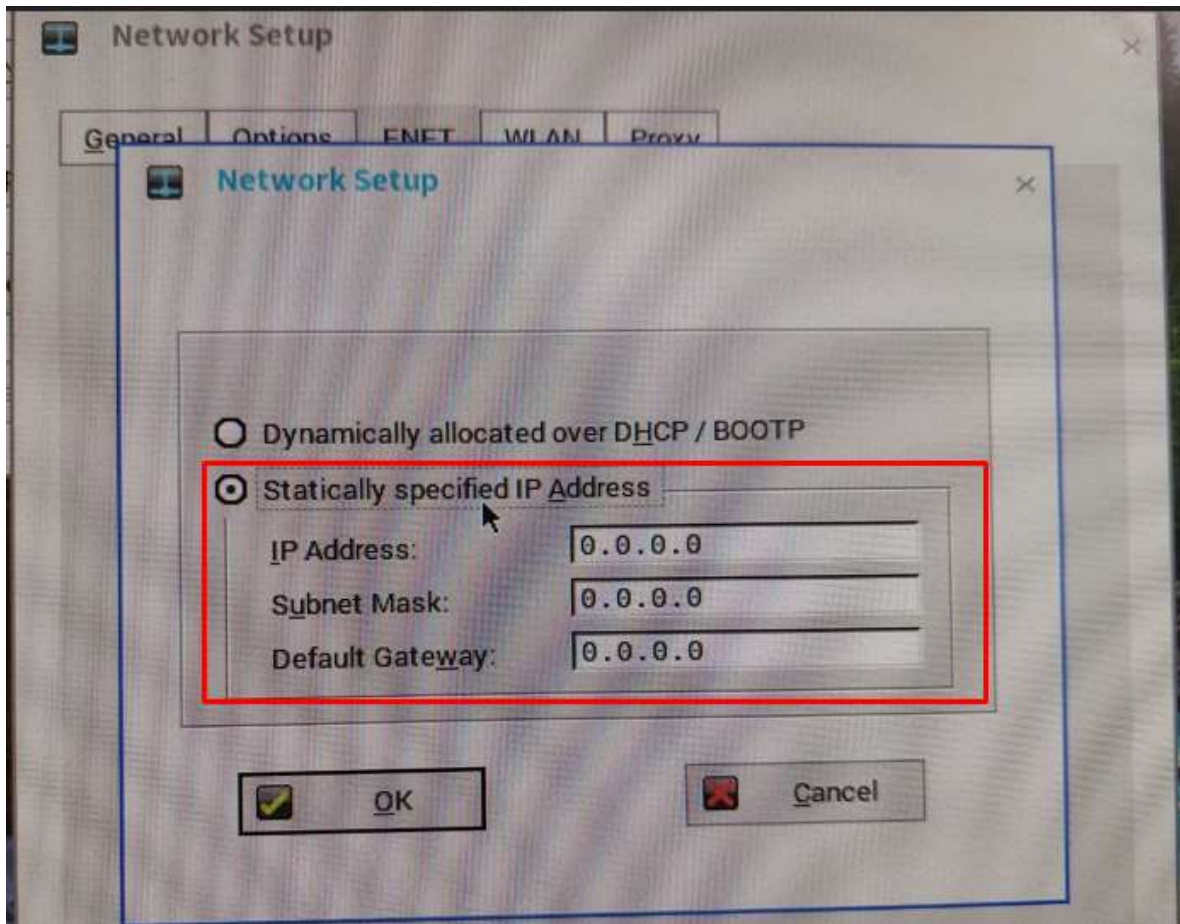 Network Setup
General Options ENET WLAN Proxy
Network Setup
Dynamically allocated over DHCP / BOOTP
Statically specified IP Address
IP Address: 0.0.0.0
Subnet Mask: 0.0.0.0
Default Gateway: 0.0.0.0
OK Cancel